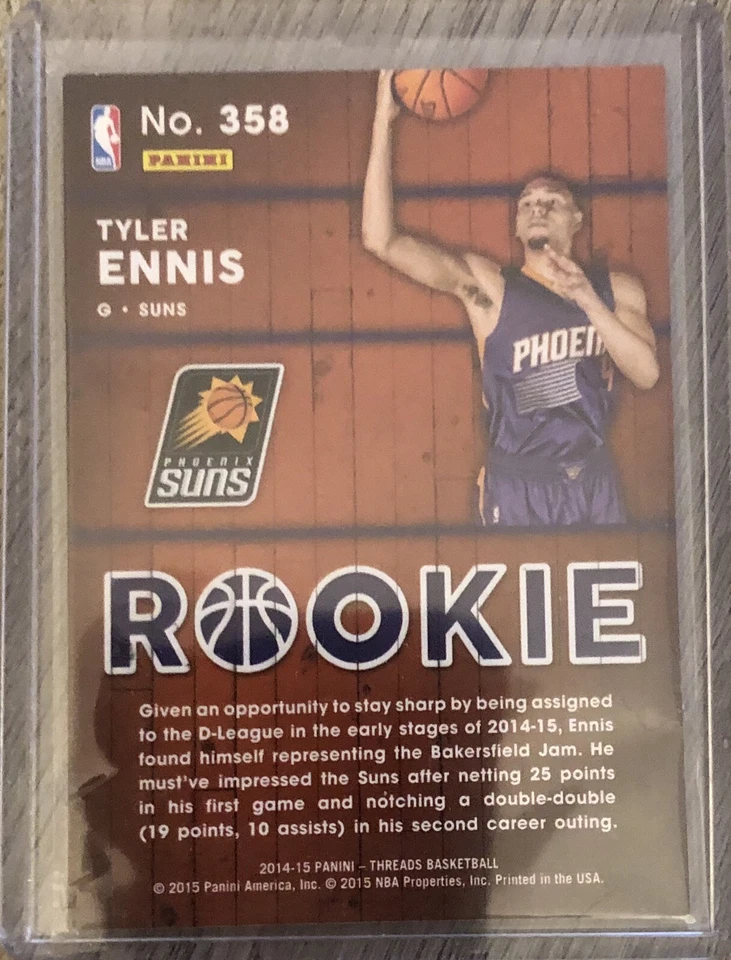 No. 358
PANINI
NBA
TYLER
ENNIS
G • SUNS
PHOENIX
SUNS
PHOENI
ROOKIE
Given an opportunity to stay sharp by being assigned
to the D-League in the early stages of 2014-15, Ennis
found himself representing the Bakersfield Jam. He
must've impressed the Suns after netting 25 points
in his first game and notching a double-double
(19 points, 10 assists) in his second career outing.
2014-15 PANINI – THREADS BASKETBALL
© 2015 Panini America, Inc. © 2015 NBA Properties, Inc. Printed in the USA.